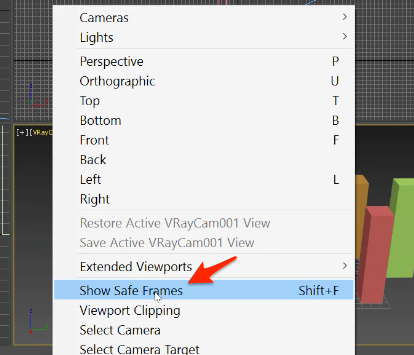 Cameras >
Lights >
Perspective P
Orthographic U
Top T
Bottom B
Front F
Back
Left L
Right
Restore Active VRayCam001 View
Save Active VRayCam001 View
Extended Viewports >
[+][VRayCa
Show Safe Frames Shift+F
Viewport Clipping
Select Camera
Select Camera Target